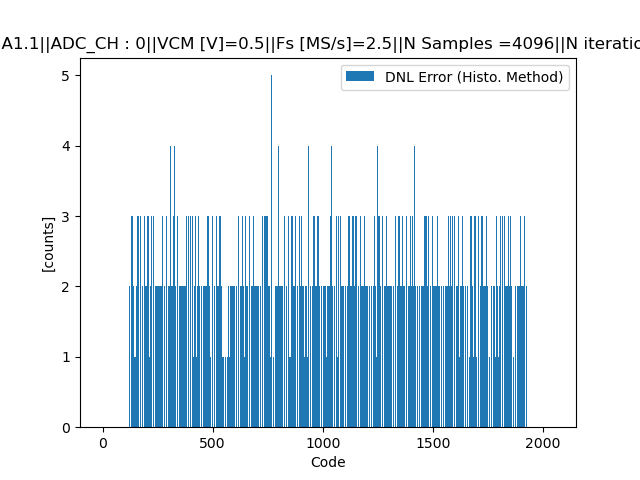 A1.1||ADC_CH : 0||VCM [V]=0.5||Fs [MS/s]=2.5||N Samples =4096||N iteratio
DNL Error (Histo. Method)
5
4
3
2
1
0
[counts]
0 500 1000 1500 2000
Code